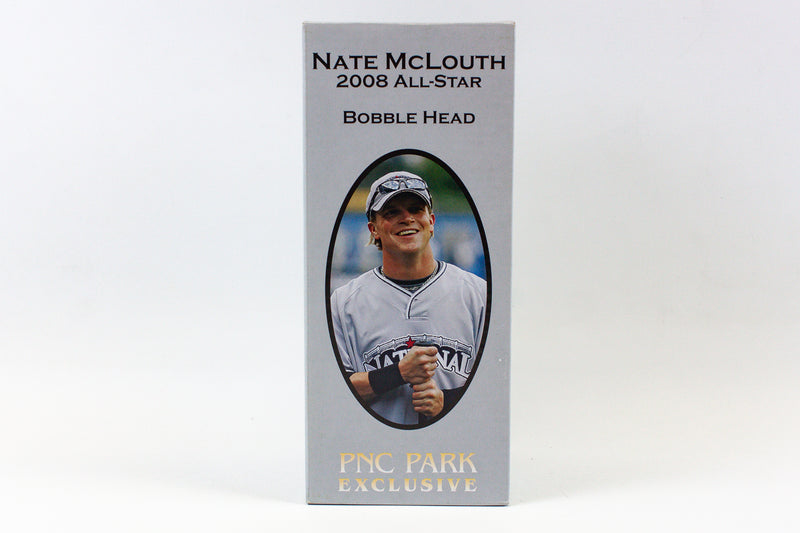 NATE MCLOUTH
2008 ALL-STAR
BOBBLE HEAD
NATIONAL
PNC PARK
EXCLUSIVE